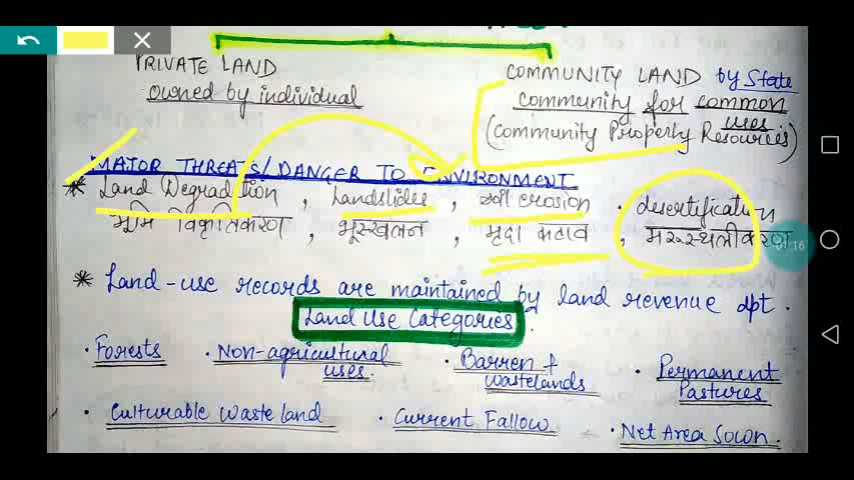 PRIVATE LAND
owned by individual
COMMUNITY LAND by State
community for common
uses
(Community Property Resources)
MAJOR THREATS/DANGER TO ENVIRONMENT
* Land Degradation , Landslides , soil erosion . desertification
भूमि विकृतिकरण , भूस्खलन , मृदा कटाव , मरूस्थलीकरण
* Land-use records are maintained by land revenue dpt.
Land Use Categories
. Forests . Non-agricultural uses. . Barren + wastelands . Permanent Pastures
. Culturable Waste land . Current Fallow . Net Area Sown.